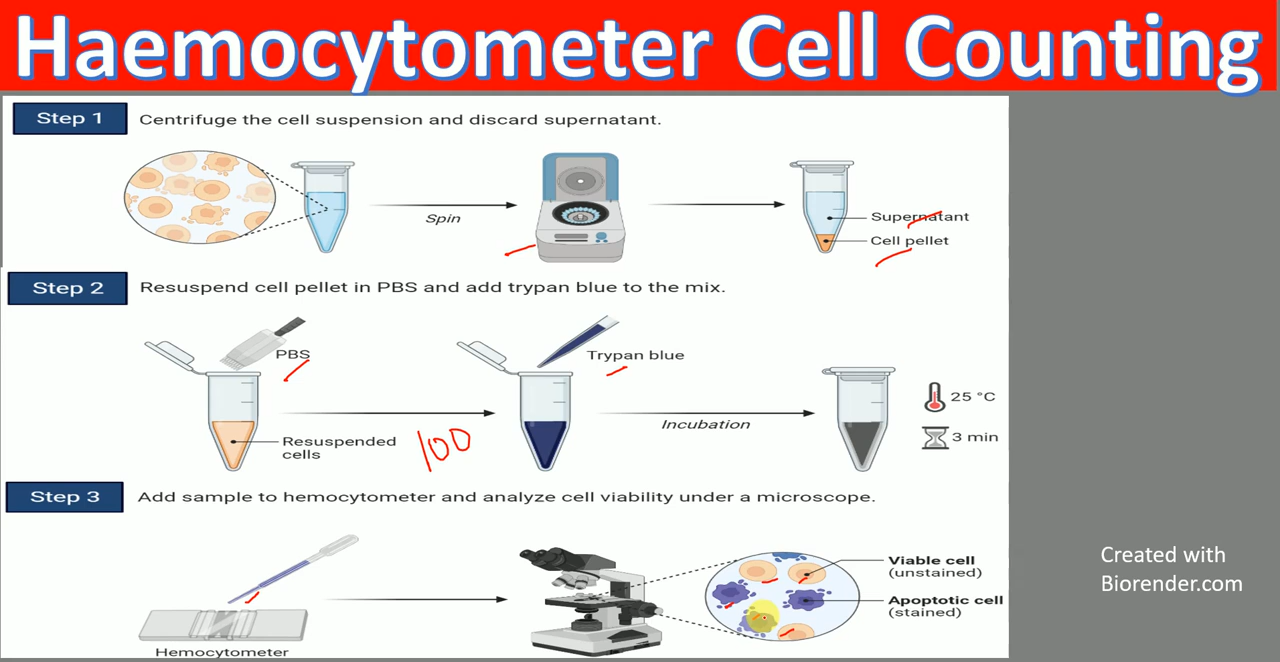 Haemocytometer Cell Counting
Step 1
Centrifuge the cell suspension and discard supernatant.
Spin
Supernatant
Cell pellet
Step 2
Resuspend cell pellet in PBS and add trypan blue to the mix.
PBS
Trypan blue
25 °C
Incubation
3 min
Resuspended
cells
100
Step 3
Add sample to hemocytometer and analyze cell viability under a microscope.
Viable cell
(unstained)
Apoptotic cell
(stained)
Hemocytometer
Created with
Biorender.com